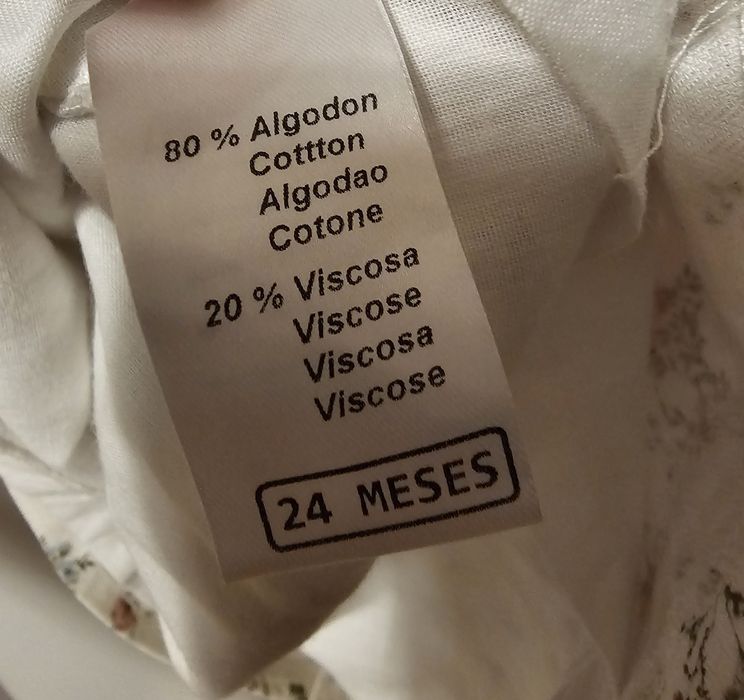 80 % Algodon
Cottton
Algodao
Cotone
20 % Viscosa
Viscose
Viscosa
Viscose
24 MESES